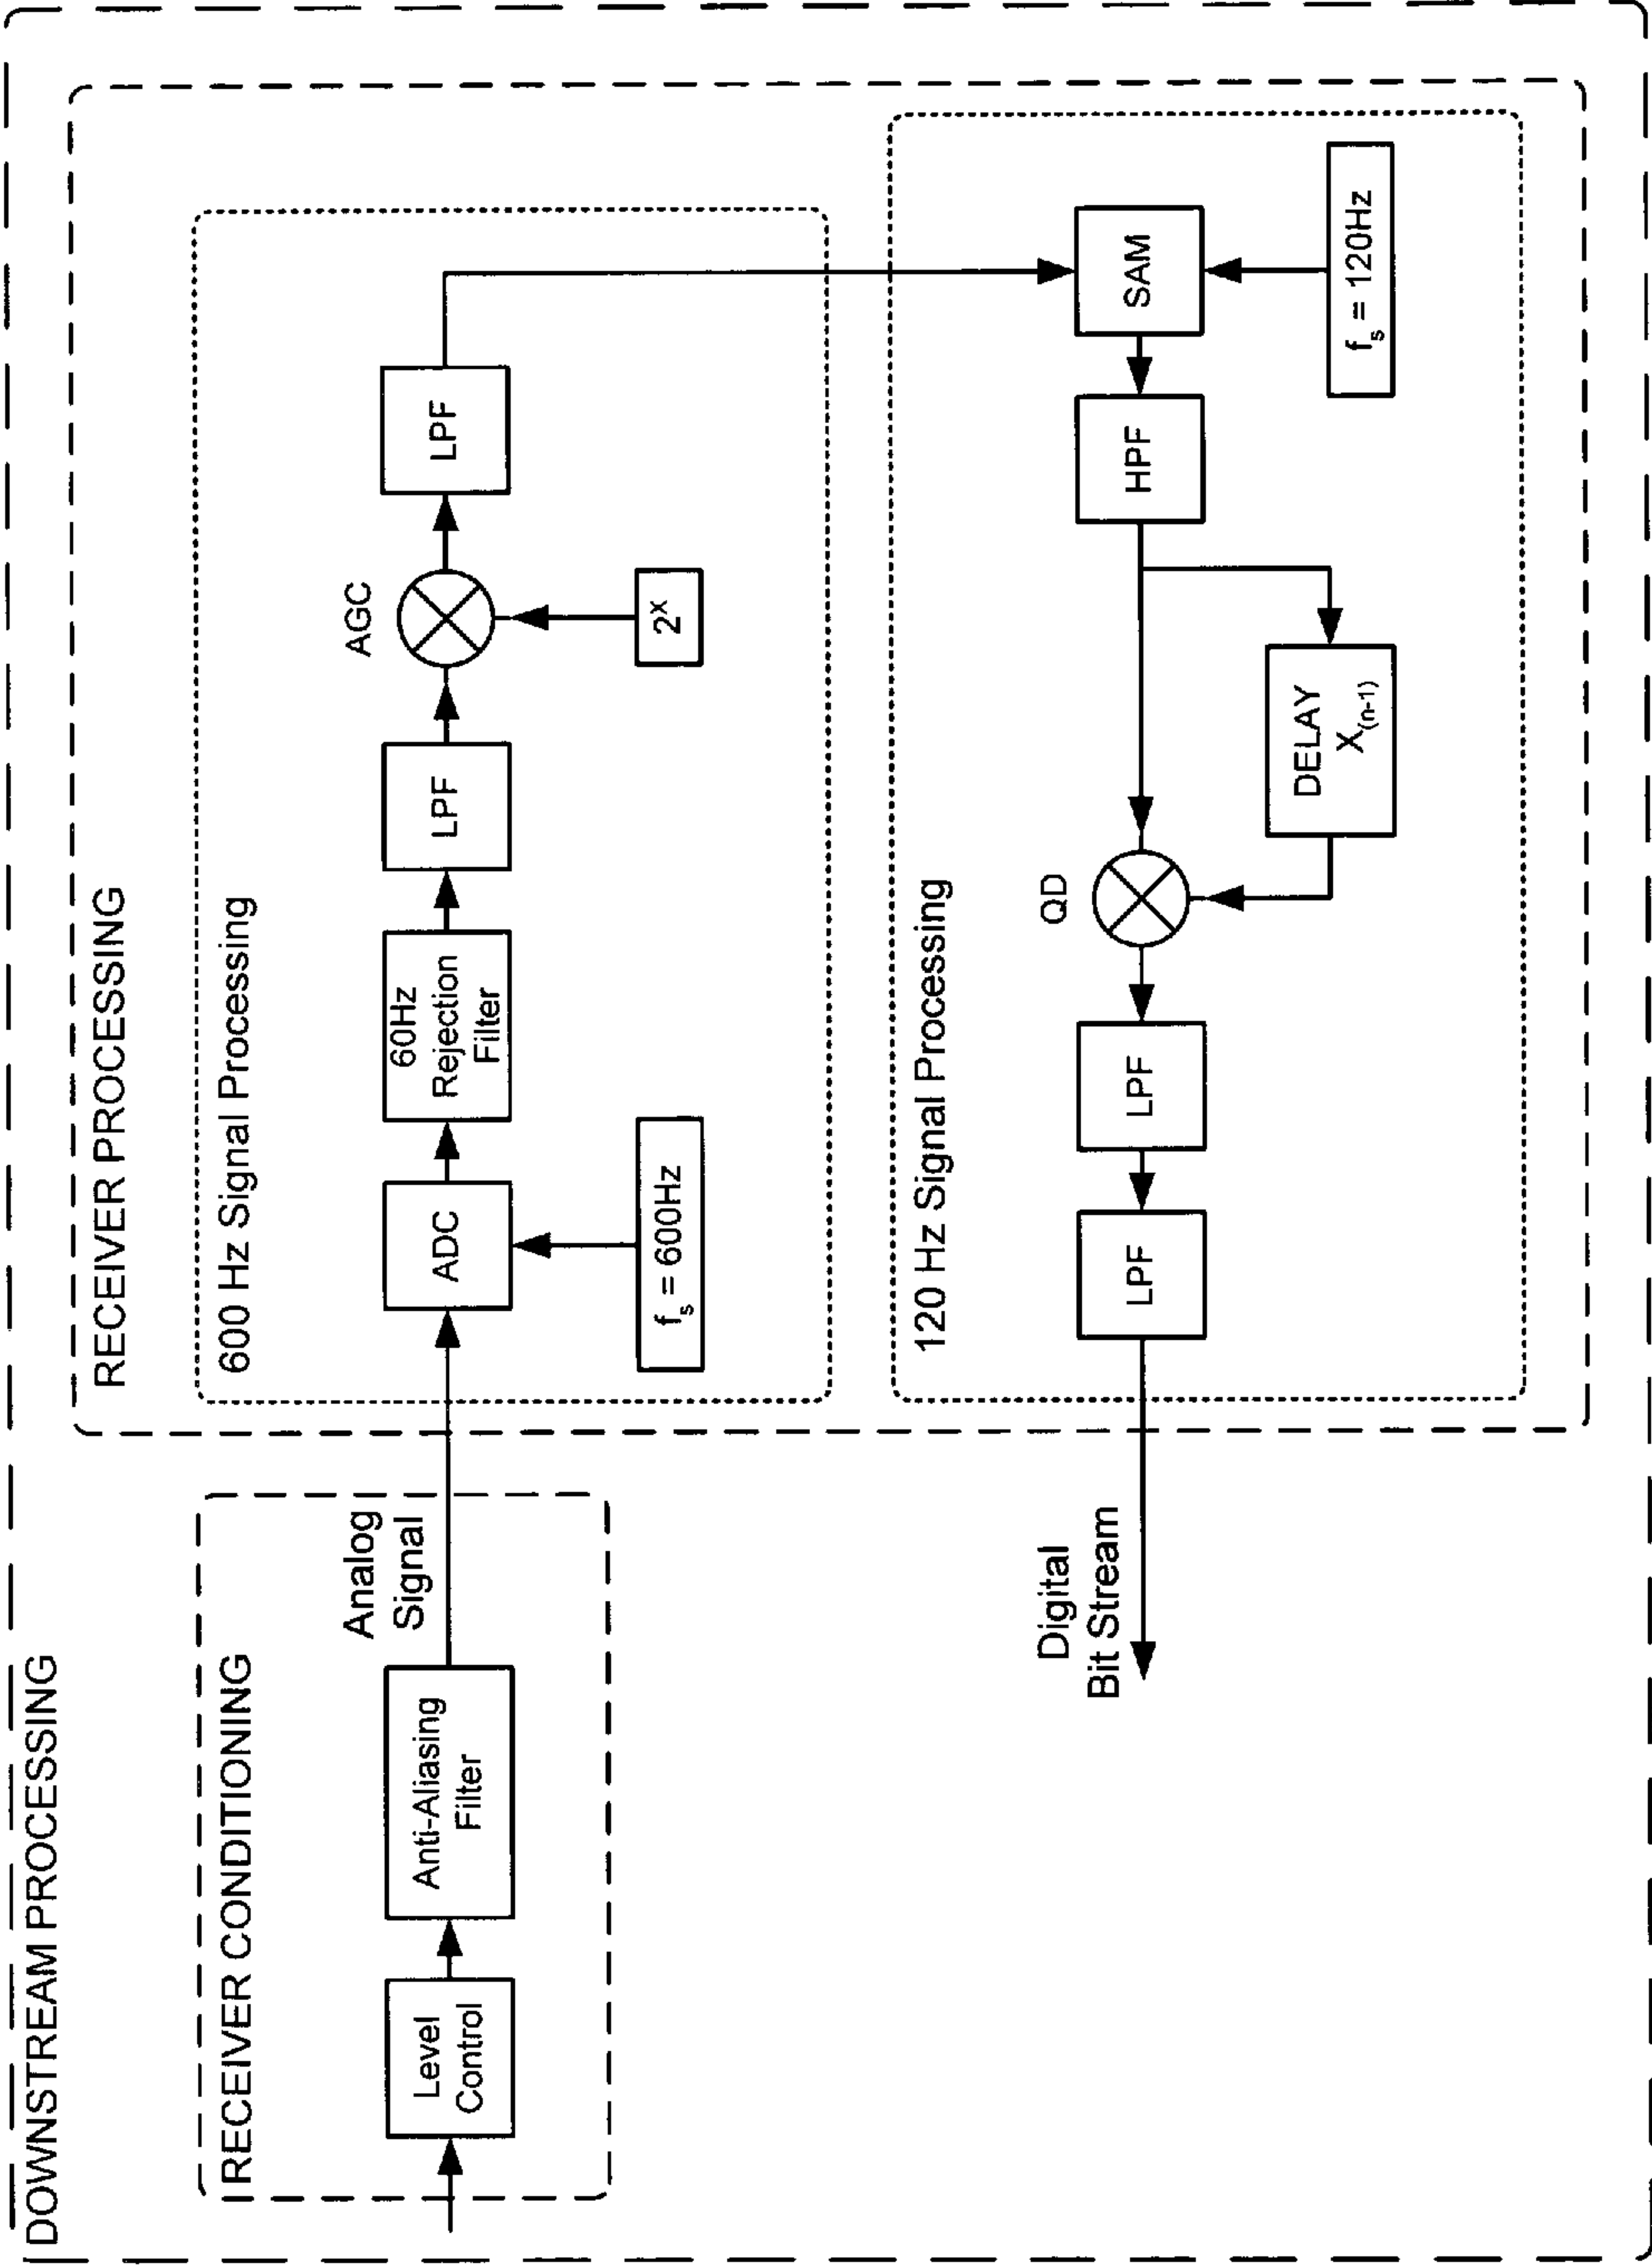 DOWNSTREAM PROCESSING
RECEIVER CONDITIONING
Level
Control
Anti-Aliasing
Filter
Analog
Signal
RECEIVER PROCESSING
600 Hz Signal Processing
ADC
f_s = 600Hz
60Hz
Rejection
Filter
LPF
AGC
2^x
LPF
120 Hz Signal Processing
SAM
f_s = 120Hz
HPF
DELAY
X_(n-1)
QD
LPF
LPF
Digital
Bit Stream